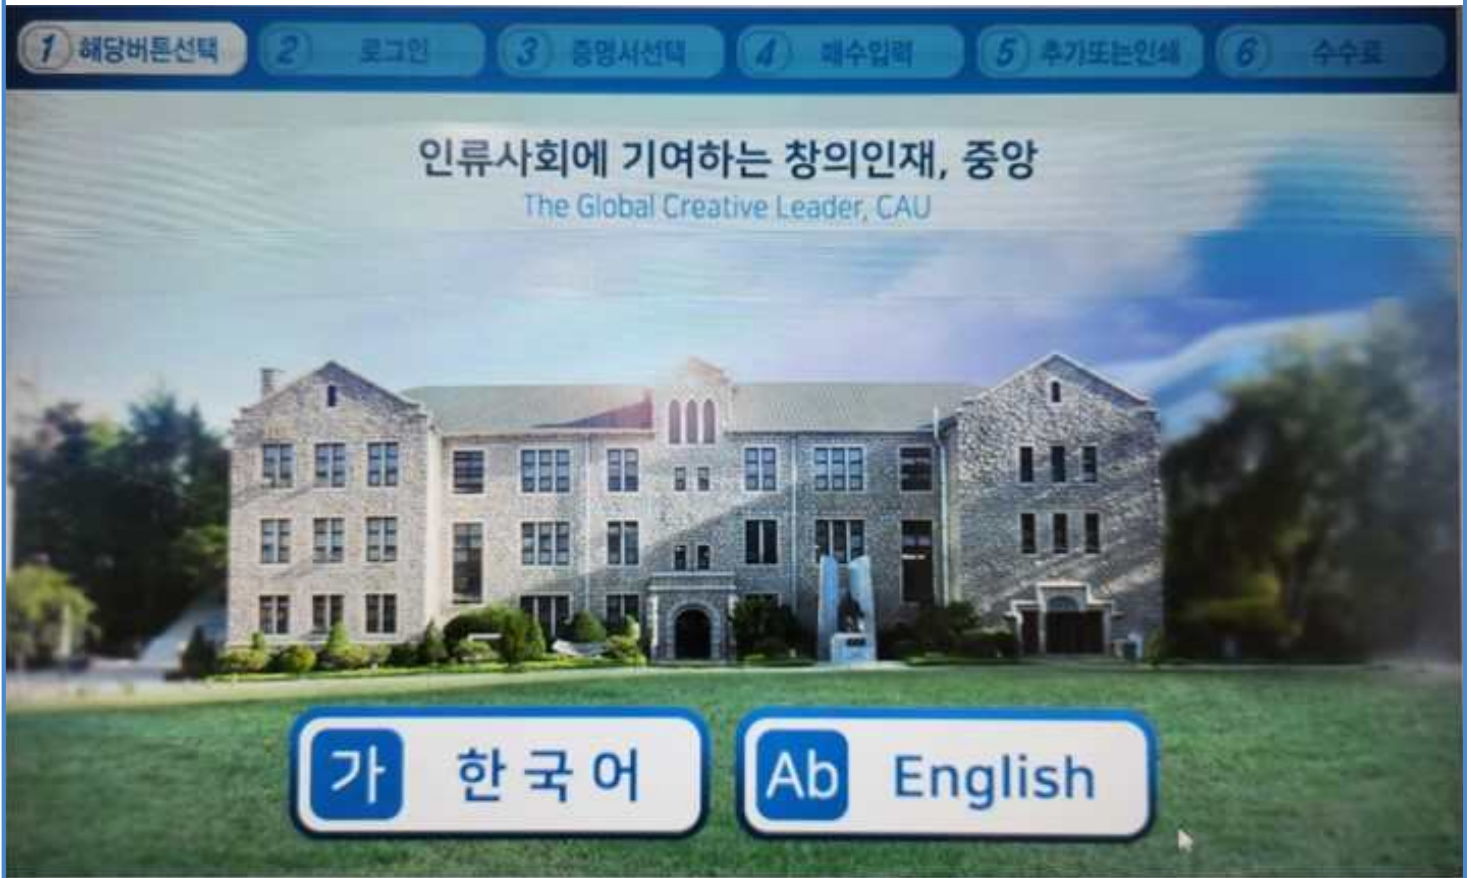 1 해당버튼선택
2 로그인
3 증명서선택
4 매수입력
5 추가또는인쇄
6 수수료
인류사회에 기여하는 창의인재, 중앙
The Global Creative Leader, CAU
가 한국어
Ab English